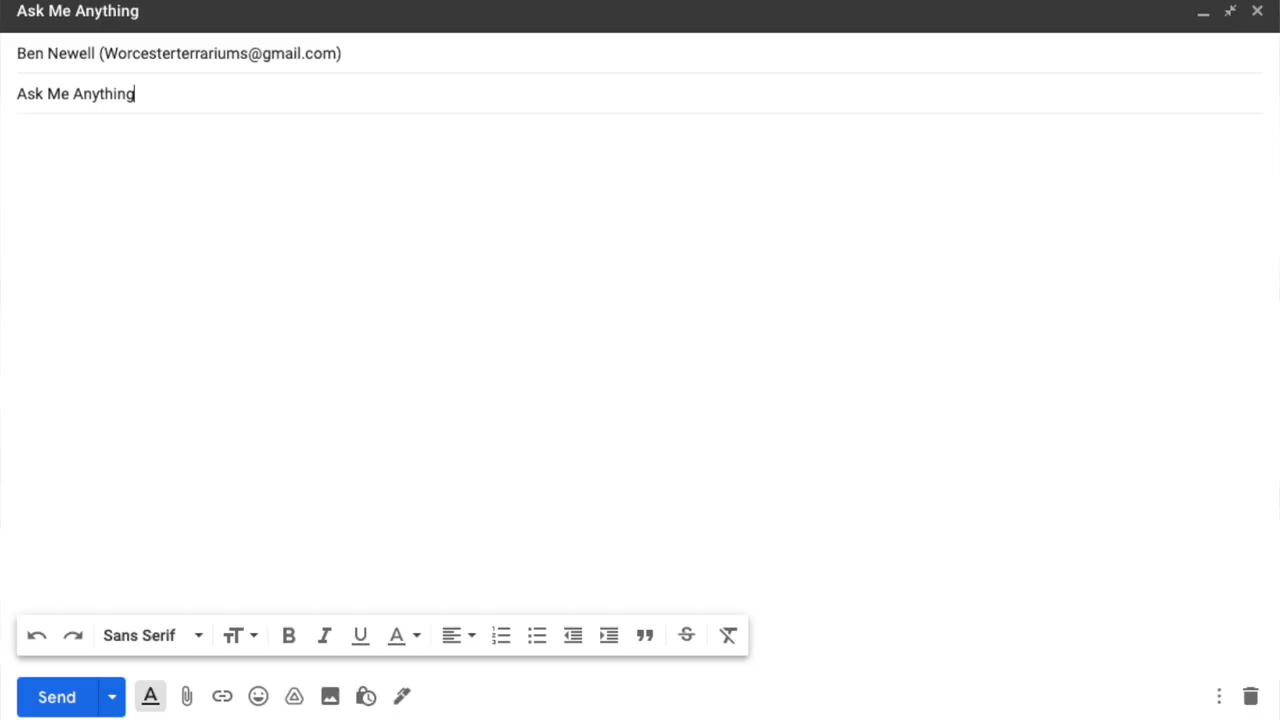 Ask Me Anything
Ben Newell (Worcesterterrariums@gmail.com)
Ask Me Anything
Sans Serif
Send